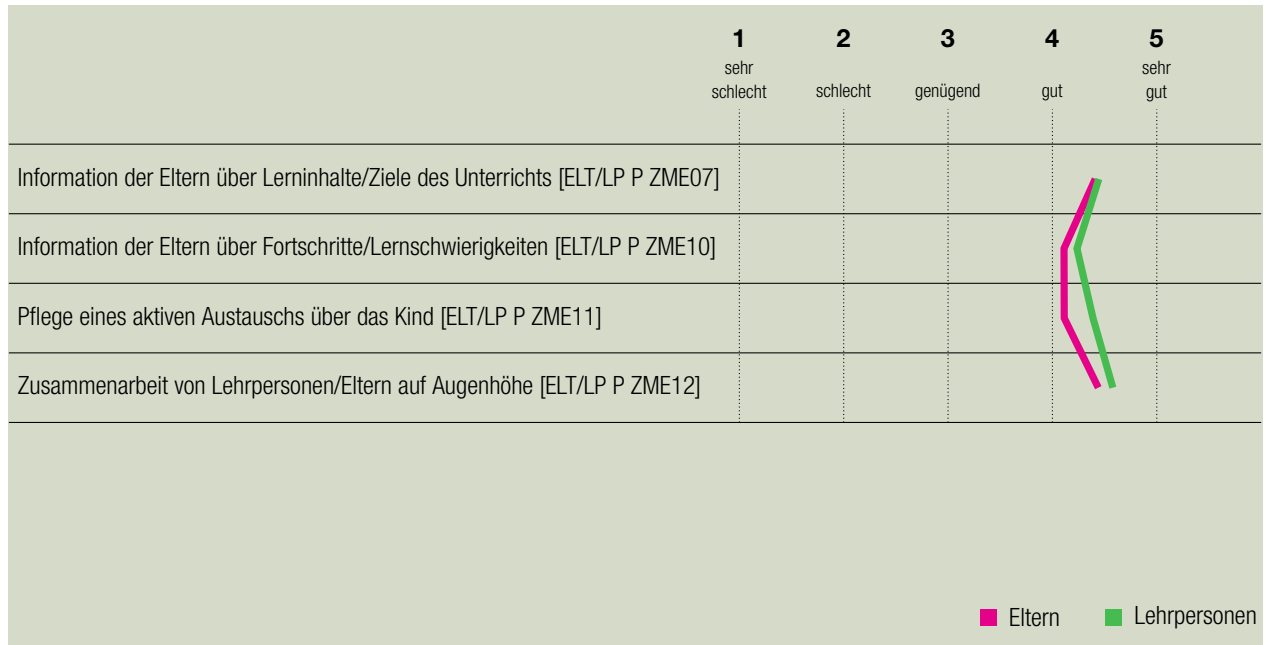 1 2 3 4 5
sehr schlecht schlecht genügend gut sehr gut
Information der Eltern über Lerninhalte/Ziele des Unterrichts [ELT/LP P ZME07]
Information der Eltern über Fortschritte/Lernschwierigkeiten [ELT/LP P ZME10]
Pflege eines aktiven Austauschs über das Kind [ELT/LP P ZME11]
Zusammenarbeit von Lehrpersonen/Eltern auf Augenhöhe [ELT/LP P ZME12]
Eltern Lehrpersonen